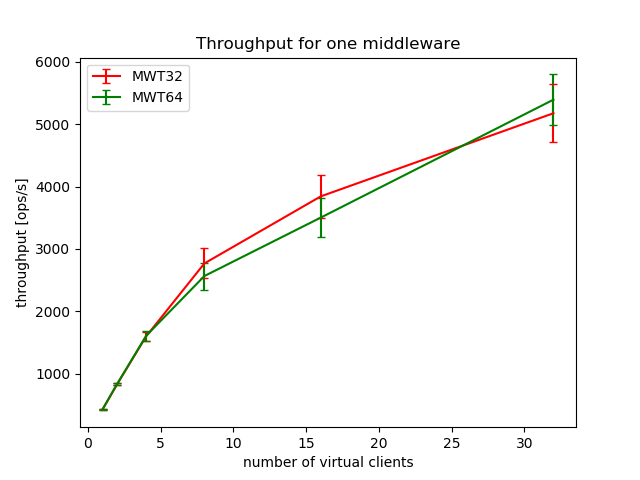 Throughput for one middleware
MWT32
MWT64
throughput [ops/s]
6000
5000
4000
3000
2000
1000
0 5 10 15 20 25 30
number of virtual clients